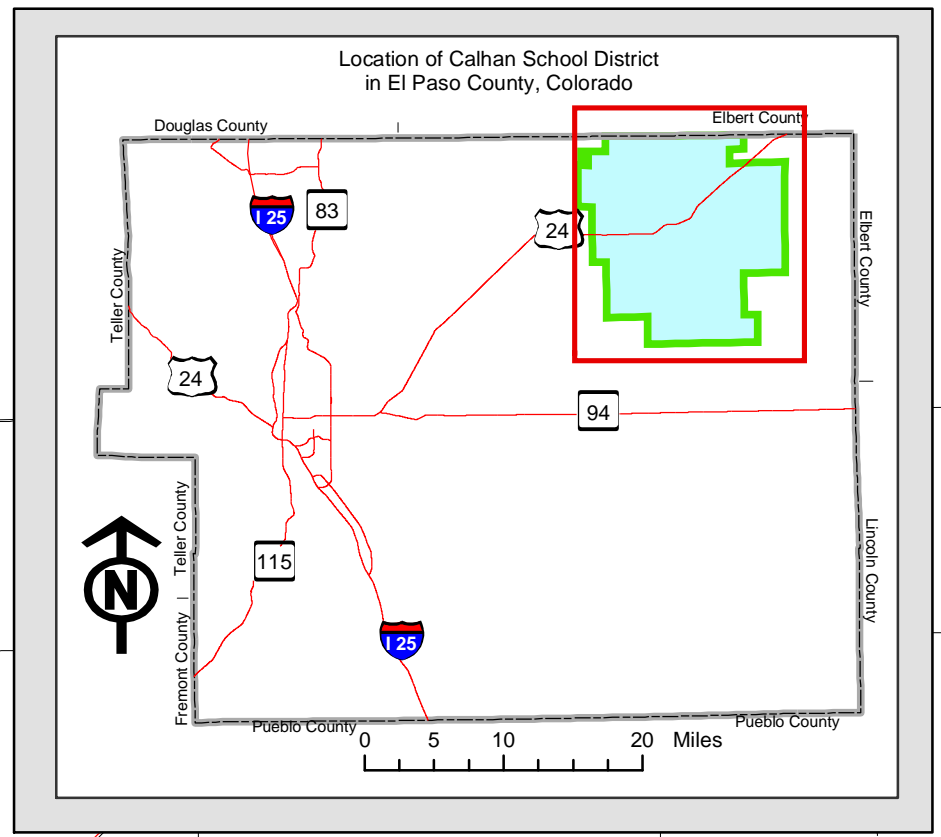 Location of Calhan School District
in El Paso County, Colorado
Douglas County
Elbert County
I 25
83
24
Elbert County
Teller County
24
94
Teller County
Lincoln County
115
N
Fremont County
I 25
Pueblo County
Pueblo County
0 5 10 20 Miles